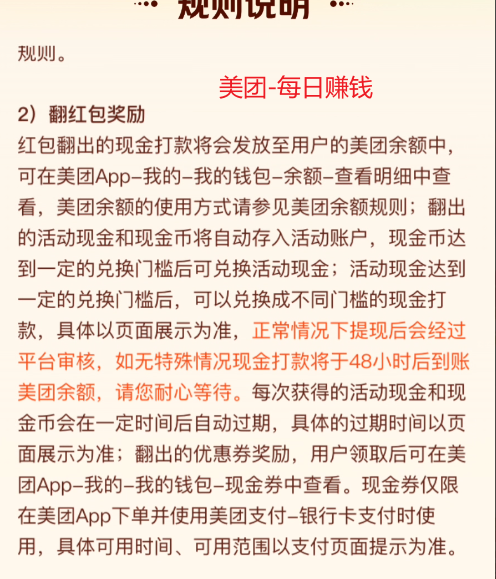 规则说明
规则。
美团-每日赚钱
2）翻红包奖励
红包翻出的现金打款将会发放至用户的美团余额中，
可在美团App-我的-我的钱包-余额-查看明细中查
看，美团余额的使用方式请参见美团余额规则；翻出
的活动现金和现金币将自动存入活动账户，现金币达
到一定的兑换门槛后可兑换活动现金；活动现金达到
一定的兑换门槛后，可以兑换成不同门槛的现金打
款，具体以页面展示为准，正常情况下提现后会经过
平台审核，如无特殊情况现金打款将于48小时后到账
美团余额，请您耐心等待。每次获得的活动现金和现
金币会在一定时间后自动过期，具体的过期时间以页
面展示为准；翻出的优惠券奖励，用户领取后可在美
团App-我的-我的钱包-现金券中查看。现金券仅限
在美团App下单并使用美团支付-银行卡支付时使
用，具体可用时间、可用范围以支付页面提示为准。